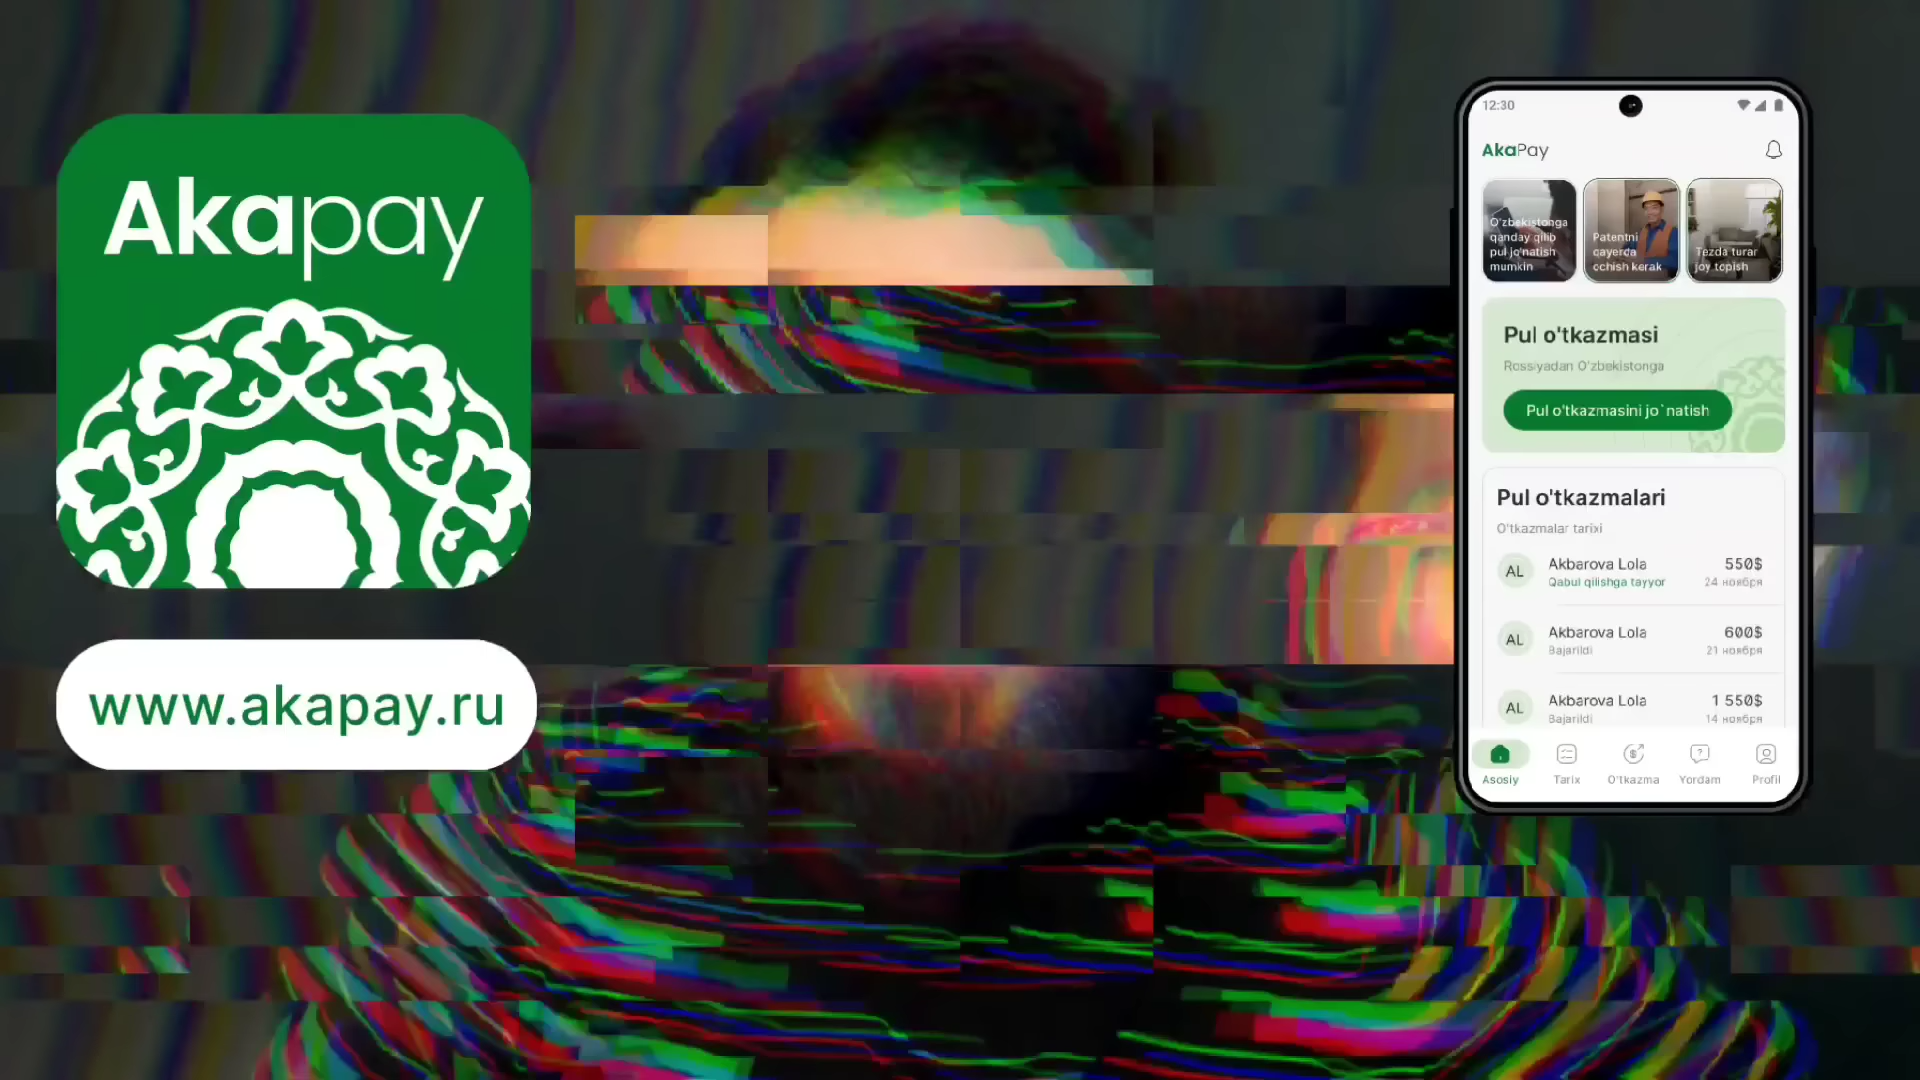 Akapay
www.akapay.ru
12:30
AkaPay
O'zbekistonga
qanday qilib
pul jo'natish
mumkin
Patentni
qayerda
ochish kerak
Tezda turar
joy topish
Pul o'tkazmasi
Rossiyadan O'zbekistonga
Pul o'tkazmasini jo`natish
Pul o'tkazmalari
O'tkazmalar tarixi
AL
Akbarova Lola
550$
Qabul qilishga tayyor
24 ноября
AL
Akbarova Lola
600$
Bajarildi
21 ноября
AL
Akbarova Lola
1 550$
Bajarildi
14 ноября
Asosiy
Tarix
O'tkazma
Yordam
Profil